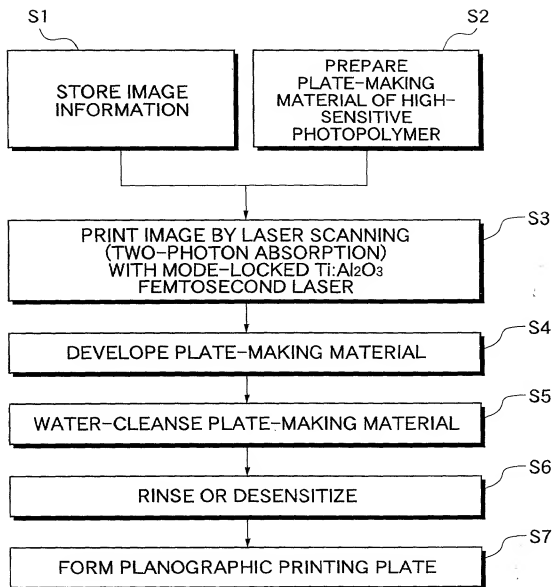 S1
S2
STORE IMAGE
INFORMATION
PREPARE
PLATE-MAKING
MATERIAL OF HIGH-
SENSITIVE
PHOTOPOLYMER
S3
PRINT IMAGE BY LASER SCANNING
(TWO-PHOTON ABSORPTION)
WITH MODE-LOCKED Ti:Al2O3
FEMTOSECOND LASER
S4
DEVELOPE PLATE-MAKING MATERIAL
S5
WATER-CLEANSE PLATE-MAKING MATERIAL
S6
RINSE OR DESENSITIZE
S7
FORM PLANOGRAPHIC PRINTING PLATE